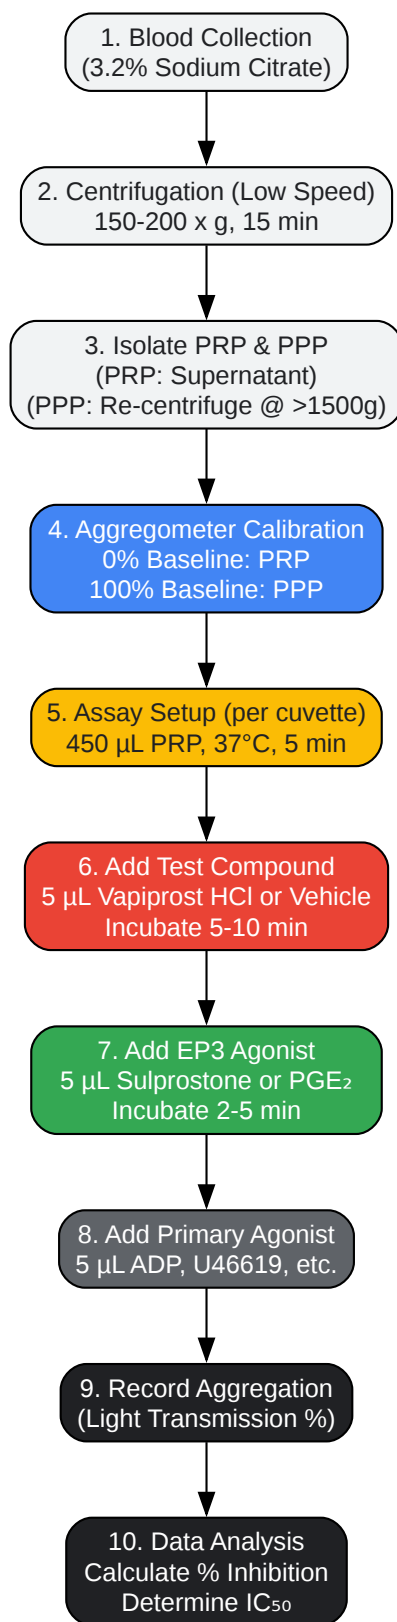 1. Blood Collection
(3.2% Sodium Citrate)
2. Centrifugation (Low Speed)
150-200 x g, 15 min
3. Isolate PRP & PPP
(PRP: Supernatant)
(PPP: Re-centrifuge @ >1500g)
4. Aggregometer Calibration
0% Baseline: PRP
100% Baseline: PPP
5. Assay Setup (per cuvette)
450 µL PRP, 37°C, 5 min
6. Add Test Compound
5 µL Vapiprost HCl or Vehicle
Incubate 5-10 min
7. Add EP3 Agonist
5 µL Sulprostone or PGE₂
Incubate 2-5 min
8. Add Primary Agonist
5 µL ADP, U46619, etc.
9. Record Aggregation
(Light Transmission %)
10. Data Analysis
Calculate % Inhibition
Determine IC₅₀